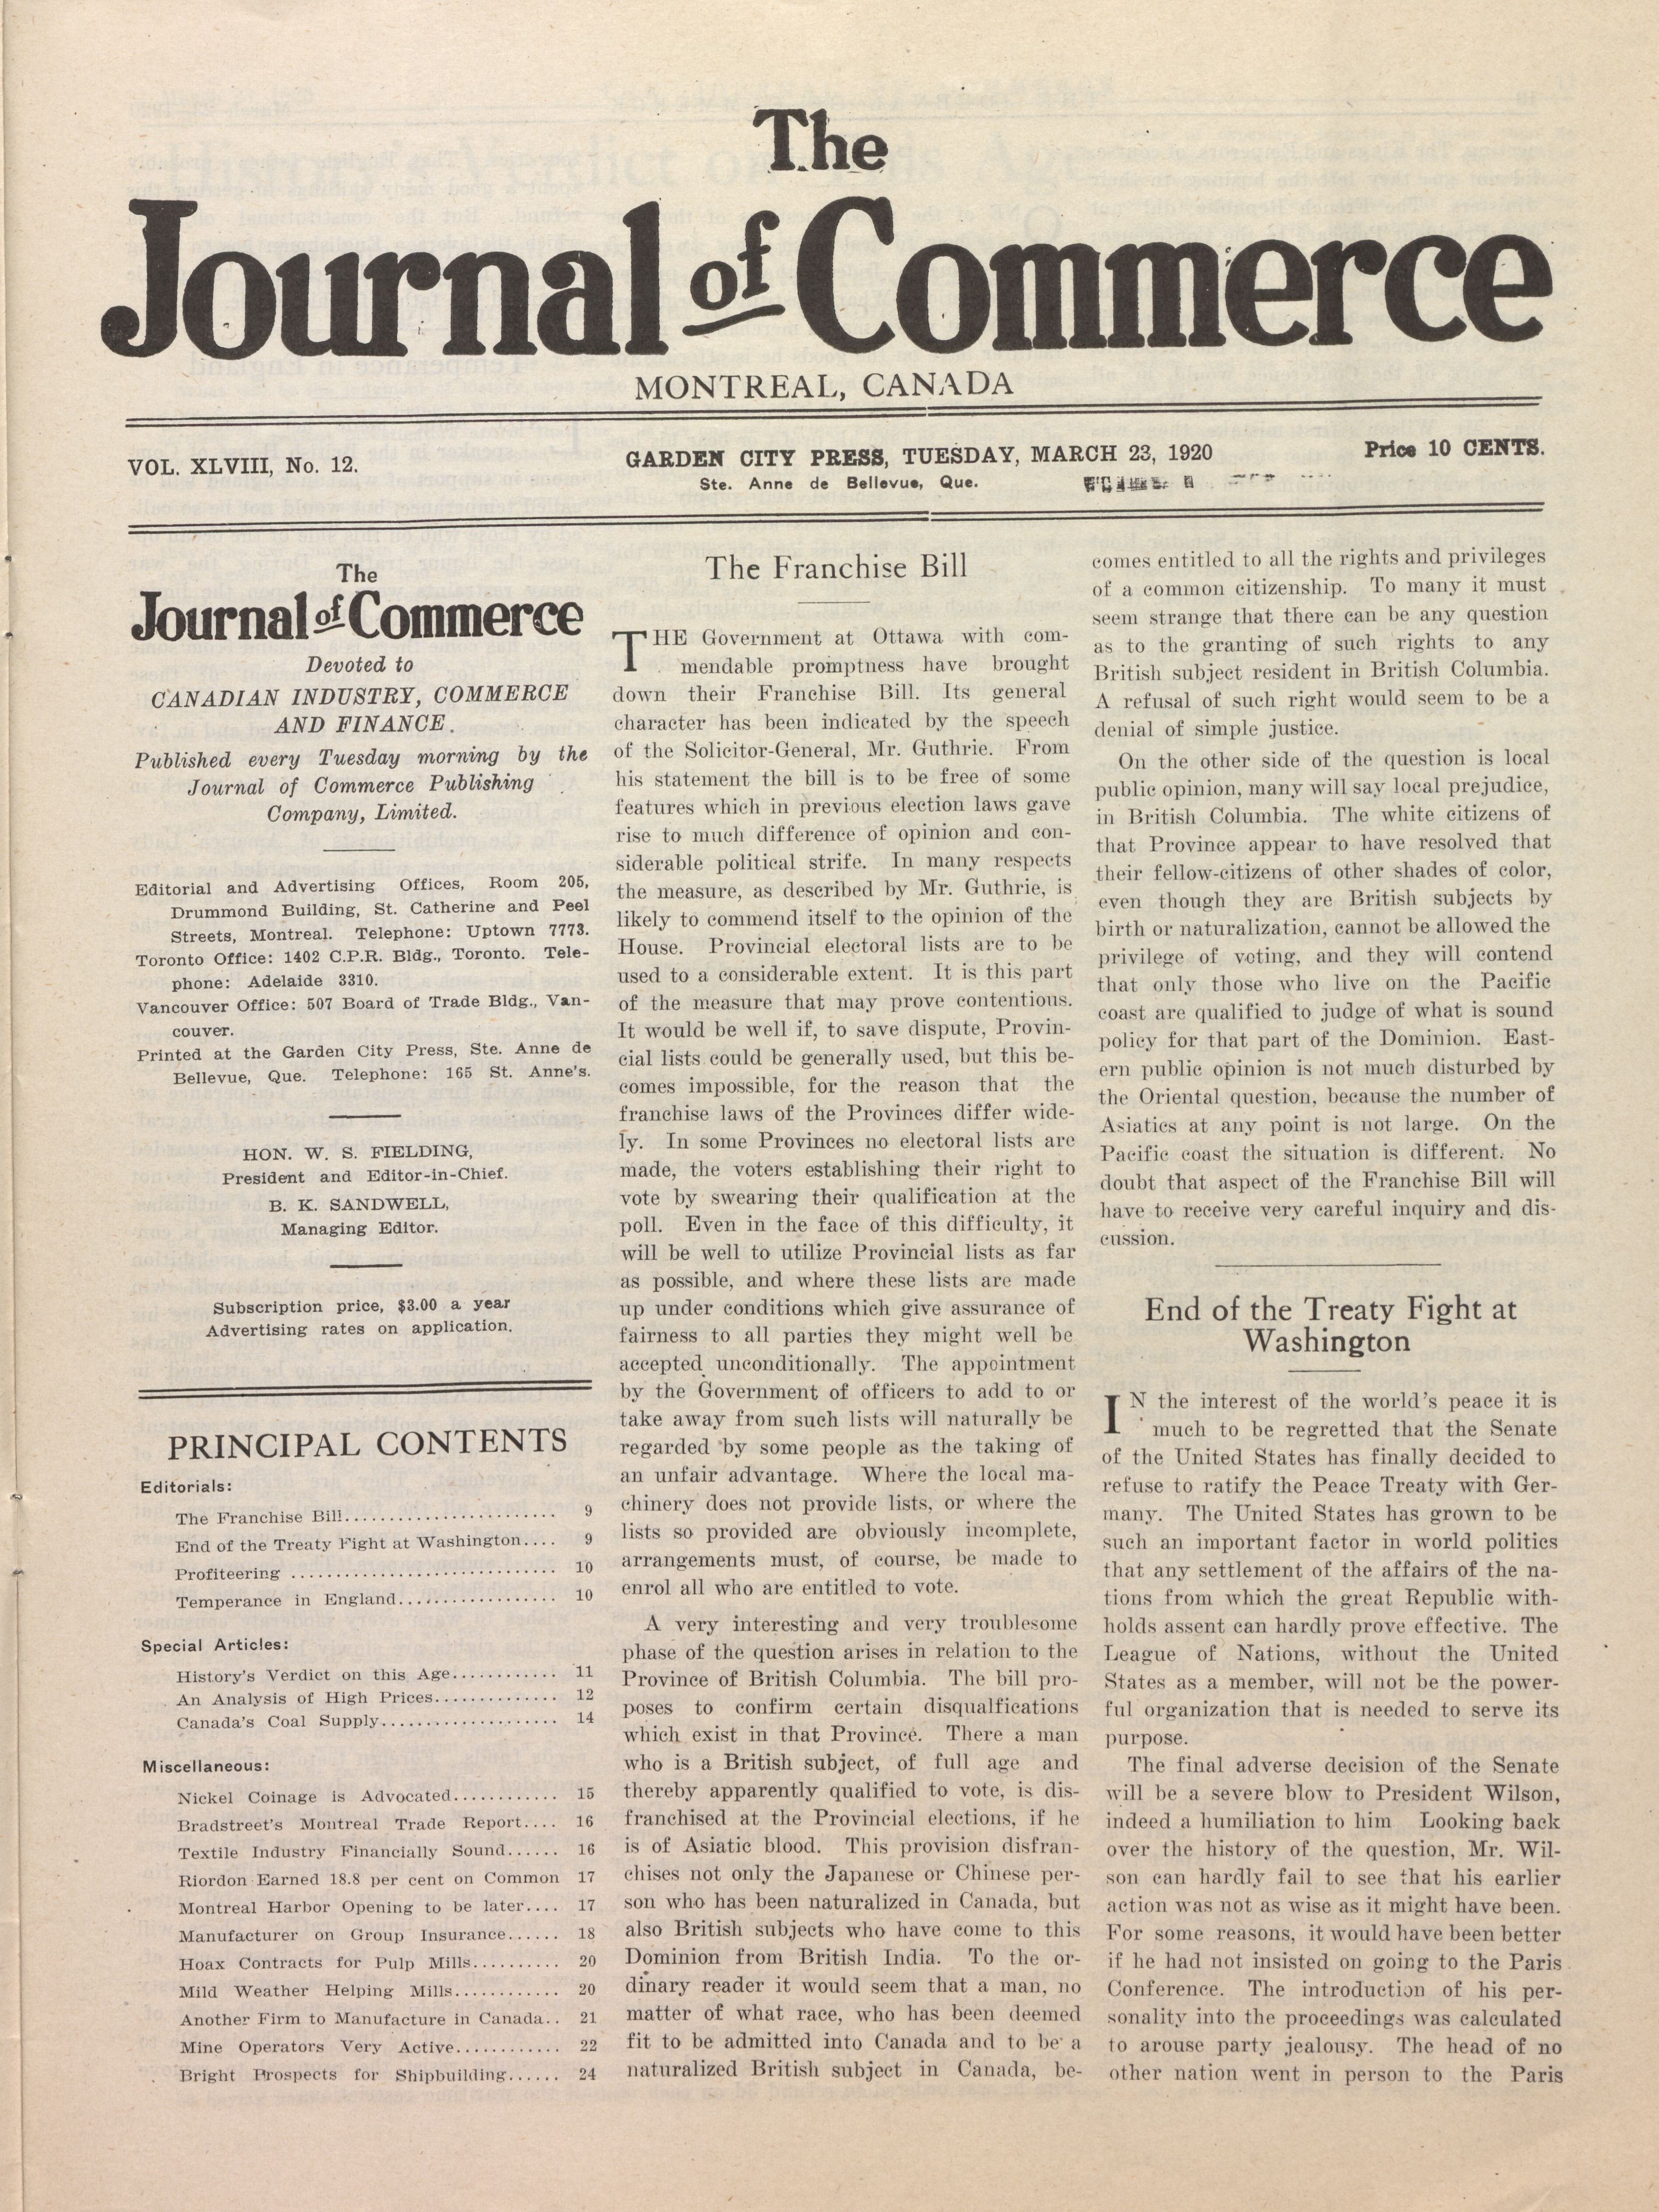 The
Journal of Commerce
MONTREAL, CANADA
VOL. XLVIII, No. 12.
GARDEN CITY PRESS, TUESDAY, MARCH 23, 1920
Price 10 CENTS.
Ste. Anne de Bellevue, Que.
The
Journal of Commerce
Devoted to
CANADIAN INDUSTRY, COMMERCE
AND FINANCE.
Published every Tuesday morning by the
Journal of Commerce Publishing
Company, Limited.
Editorial and Advertising Offices, Room 205,
Drummond Building, St. Catherine and Peel
Streets, Montreal. Telephone: Uptown 7773.
Toronto Office: 1402 C.P.R. Bldg., Toronto. Tele-
phone: Adelaide 3310.
Vancouver Office: 507 Board of Trade Bldg., Van-
couver.
Printed at the Garden City Press, Ste. Anne de
Bellevue, Que. Telephone: 165 St. Anne's.
HON. W. S. FIELDING,
President and Editor-in-Chief.
B. K. SANDWELL,
Managing Editor.
Subscription price, $3.00 a year
Advertising rates on application.
PRINCIPAL CONTENTS
Editorials:
The Franchise Bill........................ 9
End of the Treaty Fight at Washington.... 9
Profiteering ............................. 10
Temperance in England.................. 10
Special Articles:
History's Verdict on this Age............ 11
An Analysis of High Prices.............. 12
Canada's Coal Supply.................... 14
Miscellaneous:
Nickel Coinage is Advocated............ 15
Bradstreet's Montreal Trade Report.... 16
Textile Industry Financially Sound...... 16
Riordon Earned 18.8 per cent on Common 17
Montreal Harbor Opening to be later.... 17
Manufacturer on Group Insurance...... 18
Hoax Contracts for Pulp Mills.......... 20
Mild Weather Helping Mills............ 20
Another Firm to Manufacture in Canada.. 21
Mine Operators Very Active............ 22
Bright Prospects for Shipbuilding...... 24
The Franchise Bill
THE Government at Ottawa with com-
mendable promptness have brought
down their Franchise Bill. Its general
character has been indicated by the speech
of the Solicitor-General, Mr. Guthrie. From
his statement the bill is to be free of some
features which in previous election laws gave
rise to much difference of opinion and con-
siderable political strife. In many respects
the measure, as described by Mr. Guthrie, is
likely to commend itself to the opinion of the
House. Provincial electoral lists are to be
used to a considerable extent. It is this part
of the measure that may prove contentious.
It would be well if, to save dispute, Provin-
cial lists could be generally used, but this be-
comes impossible, for the reason that the
franchise laws of the Provinces differ wide-
ly. In some Provinces no electoral lists are
made, the voters establishing their right to
vote by swearing their qualification at the
poll. Even in the face of this difficulty, it
will be well to utilize Provincial lists as far
as possible, and where these lists are made
up under conditions which give assurance of
fairness to all parties they might well be
accepted unconditionally. The appointment
by the Government of officers to add to or
take away from such lists will naturally be
regarded by some people as the taking of
an unfair advantage. Where the local ma-
chinery does not provide lists, or where the
lists so provided are obviously incomplete,
arrangements must, of course, be made to
enrol all who are entitled to vote.
A very interesting and very troublesome
phase of the question arises in relation to the
Province of British Columbia. The bill pro-
poses to confirm certain disqualfications
which exist in that Province. There a man
who is a British subject, of full age and
thereby apparently qualified to vote, is dis-
franchised at the Provincial elections, if he
is of Asiatic blood. This provision disfran-
chises not only the Japanese or Chinese per-
son who has been naturalized in Canada, but
also British subjects who have come to this
Dominion from British India. To the or-
dinary reader it would seem that a man, no
matter of what race, who has been deemed
fit to be admitted into Canada and to be a
naturalized British subject in Canada, be-
comes entitled to all the rights and privileges
of a common citizenship. To many it must
seem strange that there can be any question
as to the granting of such rights to any
British subject resident in British Columbia.
A refusal of such right would seem to be a
denial of simple justice.
On the other side of the question is local
public opinion, many will say local prejudice,
in British Columbia. The white citizens of
that Province appear to have resolved that
their fellow-citizens of other shades of color,
even though they are British subjects by
birth or naturalization, cannot be allowed the
privilege of voting, and they will contend
that only those who live on the Pacific
coast are qualified to judge of what is sound
policy for that part of the Dominion. East-
ern public opinion is not much disturbed by
the Oriental question, because the number of
Asiatics at any point is not large. On the
Pacific coast the situation is different. No
doubt that aspect of the Franchise Bill will
have to receive very careful inquiry and dis-
cussion.
End of the Treaty Fight at
Washington
IN the interest of the world's peace it is
much to be regretted that the Senate
of the United States has finally decided to
refuse to ratify the Peace Treaty with Ger-
many. The United States has grown to be
such an important factor in world politics
that any settlement of the affairs of the na-
tions from which the great Republic with-
holds assent can hardly prove effective. The
League of Nations, without the United
States as a member, will not be the power-
ful organization that is needed to serve its
purpose.
The final adverse decision of the Senate
will be a severe blow to President Wilson,
indeed a humiliation to him Looking back
over the history of the question, Mr. Wil-
son can hardly fail to see that his earlier
action was not as wise as it might have been.
For some reasons, it would have been better
if he had not insisted on going to the Paris
Conference. The introduction of his per-
sonality into the proceedings was calculated
to arouse party jealousy. The head of no
other nation went in person to the Paris